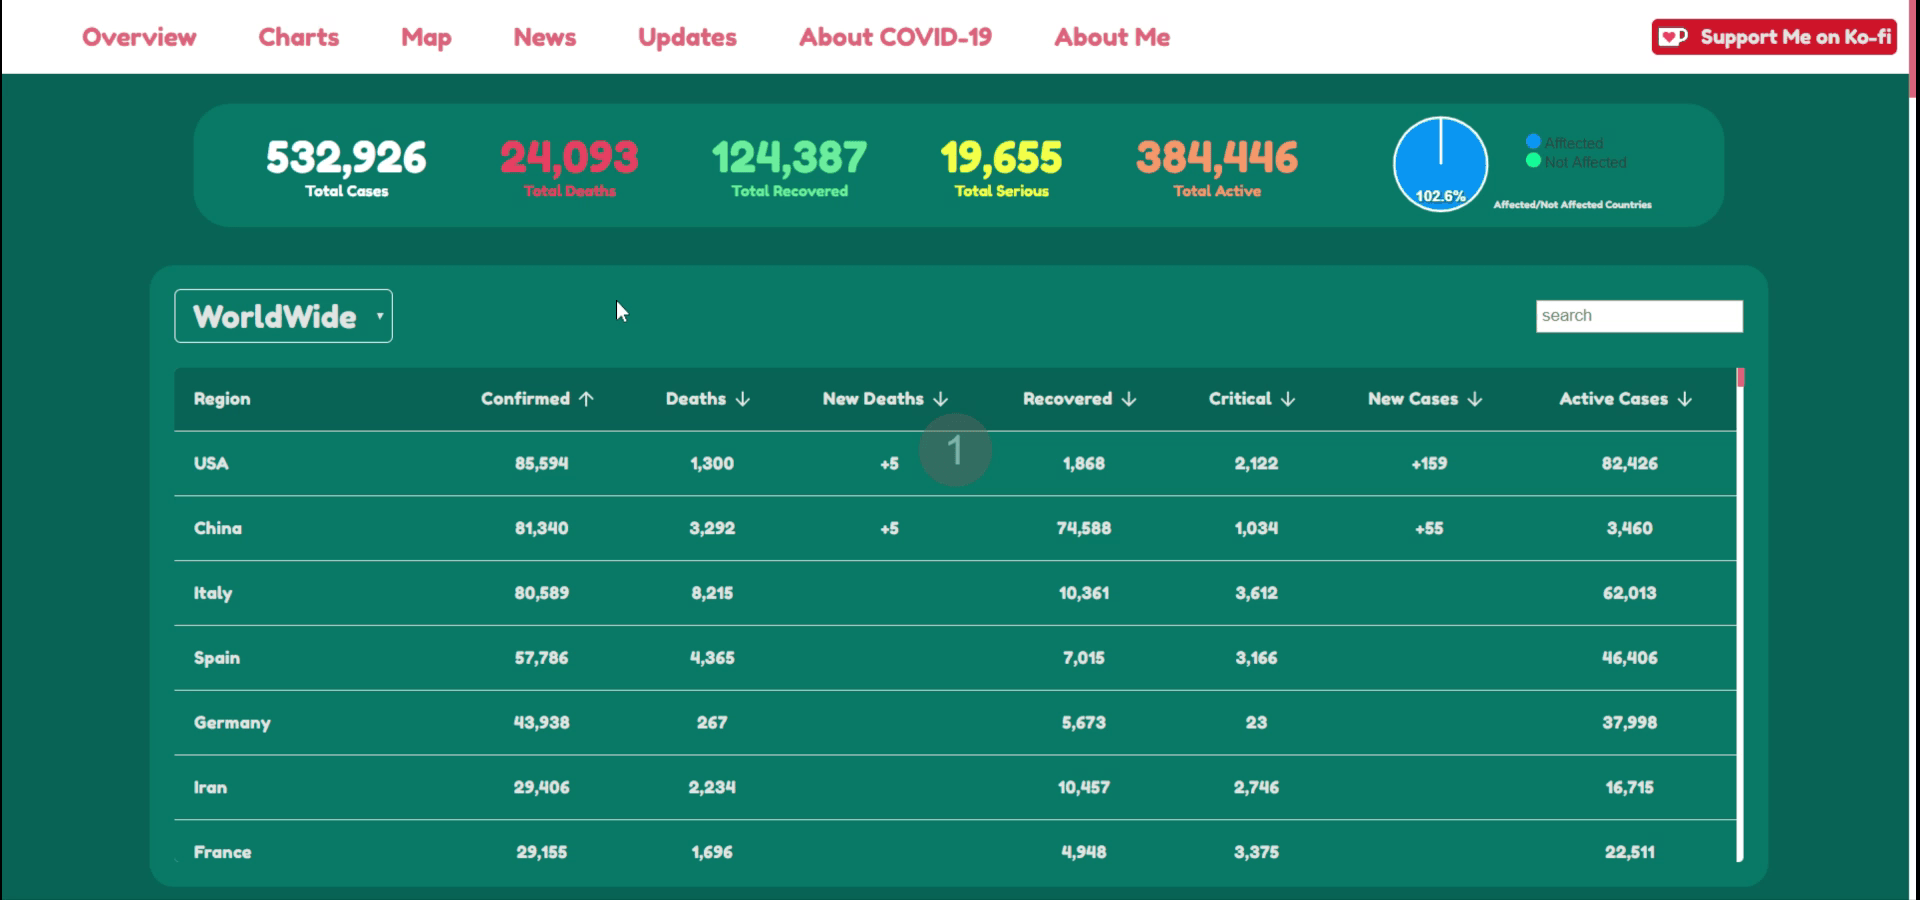 Overview Charts Map News Updates About COVID-19 About Me Support Me on Ko-fi
532,926 24,093 124,387 19,655 384,446
Total Cases Total Deaths Total Recovered Total Serious Total Active
Afftected
Not Affected
102.6%
Affected/Not Affected Countries
WorldWide
search
Region Confirmed ↑ Deaths ↓ New Deaths ↓ Recovered ↓ Critical ↓ New Cases ↓ Active Cases ↓
1
USA 85,594 1,300 +5 1,868 2,122 +159 82,426
China 81,340 3,292 +5 74,588 1,034 +55 3,460
Italy 80,589 8,215 10,361 3,612 62,013
Spain 57,786 4,365 7,015 3,166 46,406
Germany 43,938 267 5,673 23 37,998
Iran 29,406 2,234 10,457 2,746 16,715
France 29,155 1,696 4,948 3,375 22,511